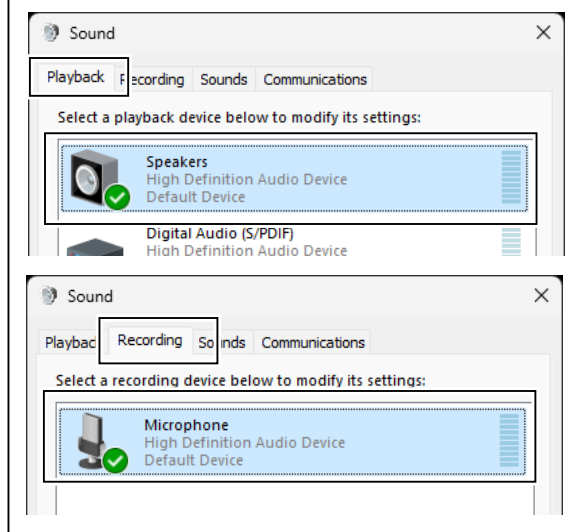 Sound
Playback Recording Sounds Communications
Select a playback device below to modify its settings:
Speakers
High Definition Audio Device
Default Device
Digital Audio (S/PDIF)
High Definition Audio Device
Sound
Playback Recording Sounds Communications
Select a recording device below to modify its settings:
Microphone
High Definition Audio Device
Default Device